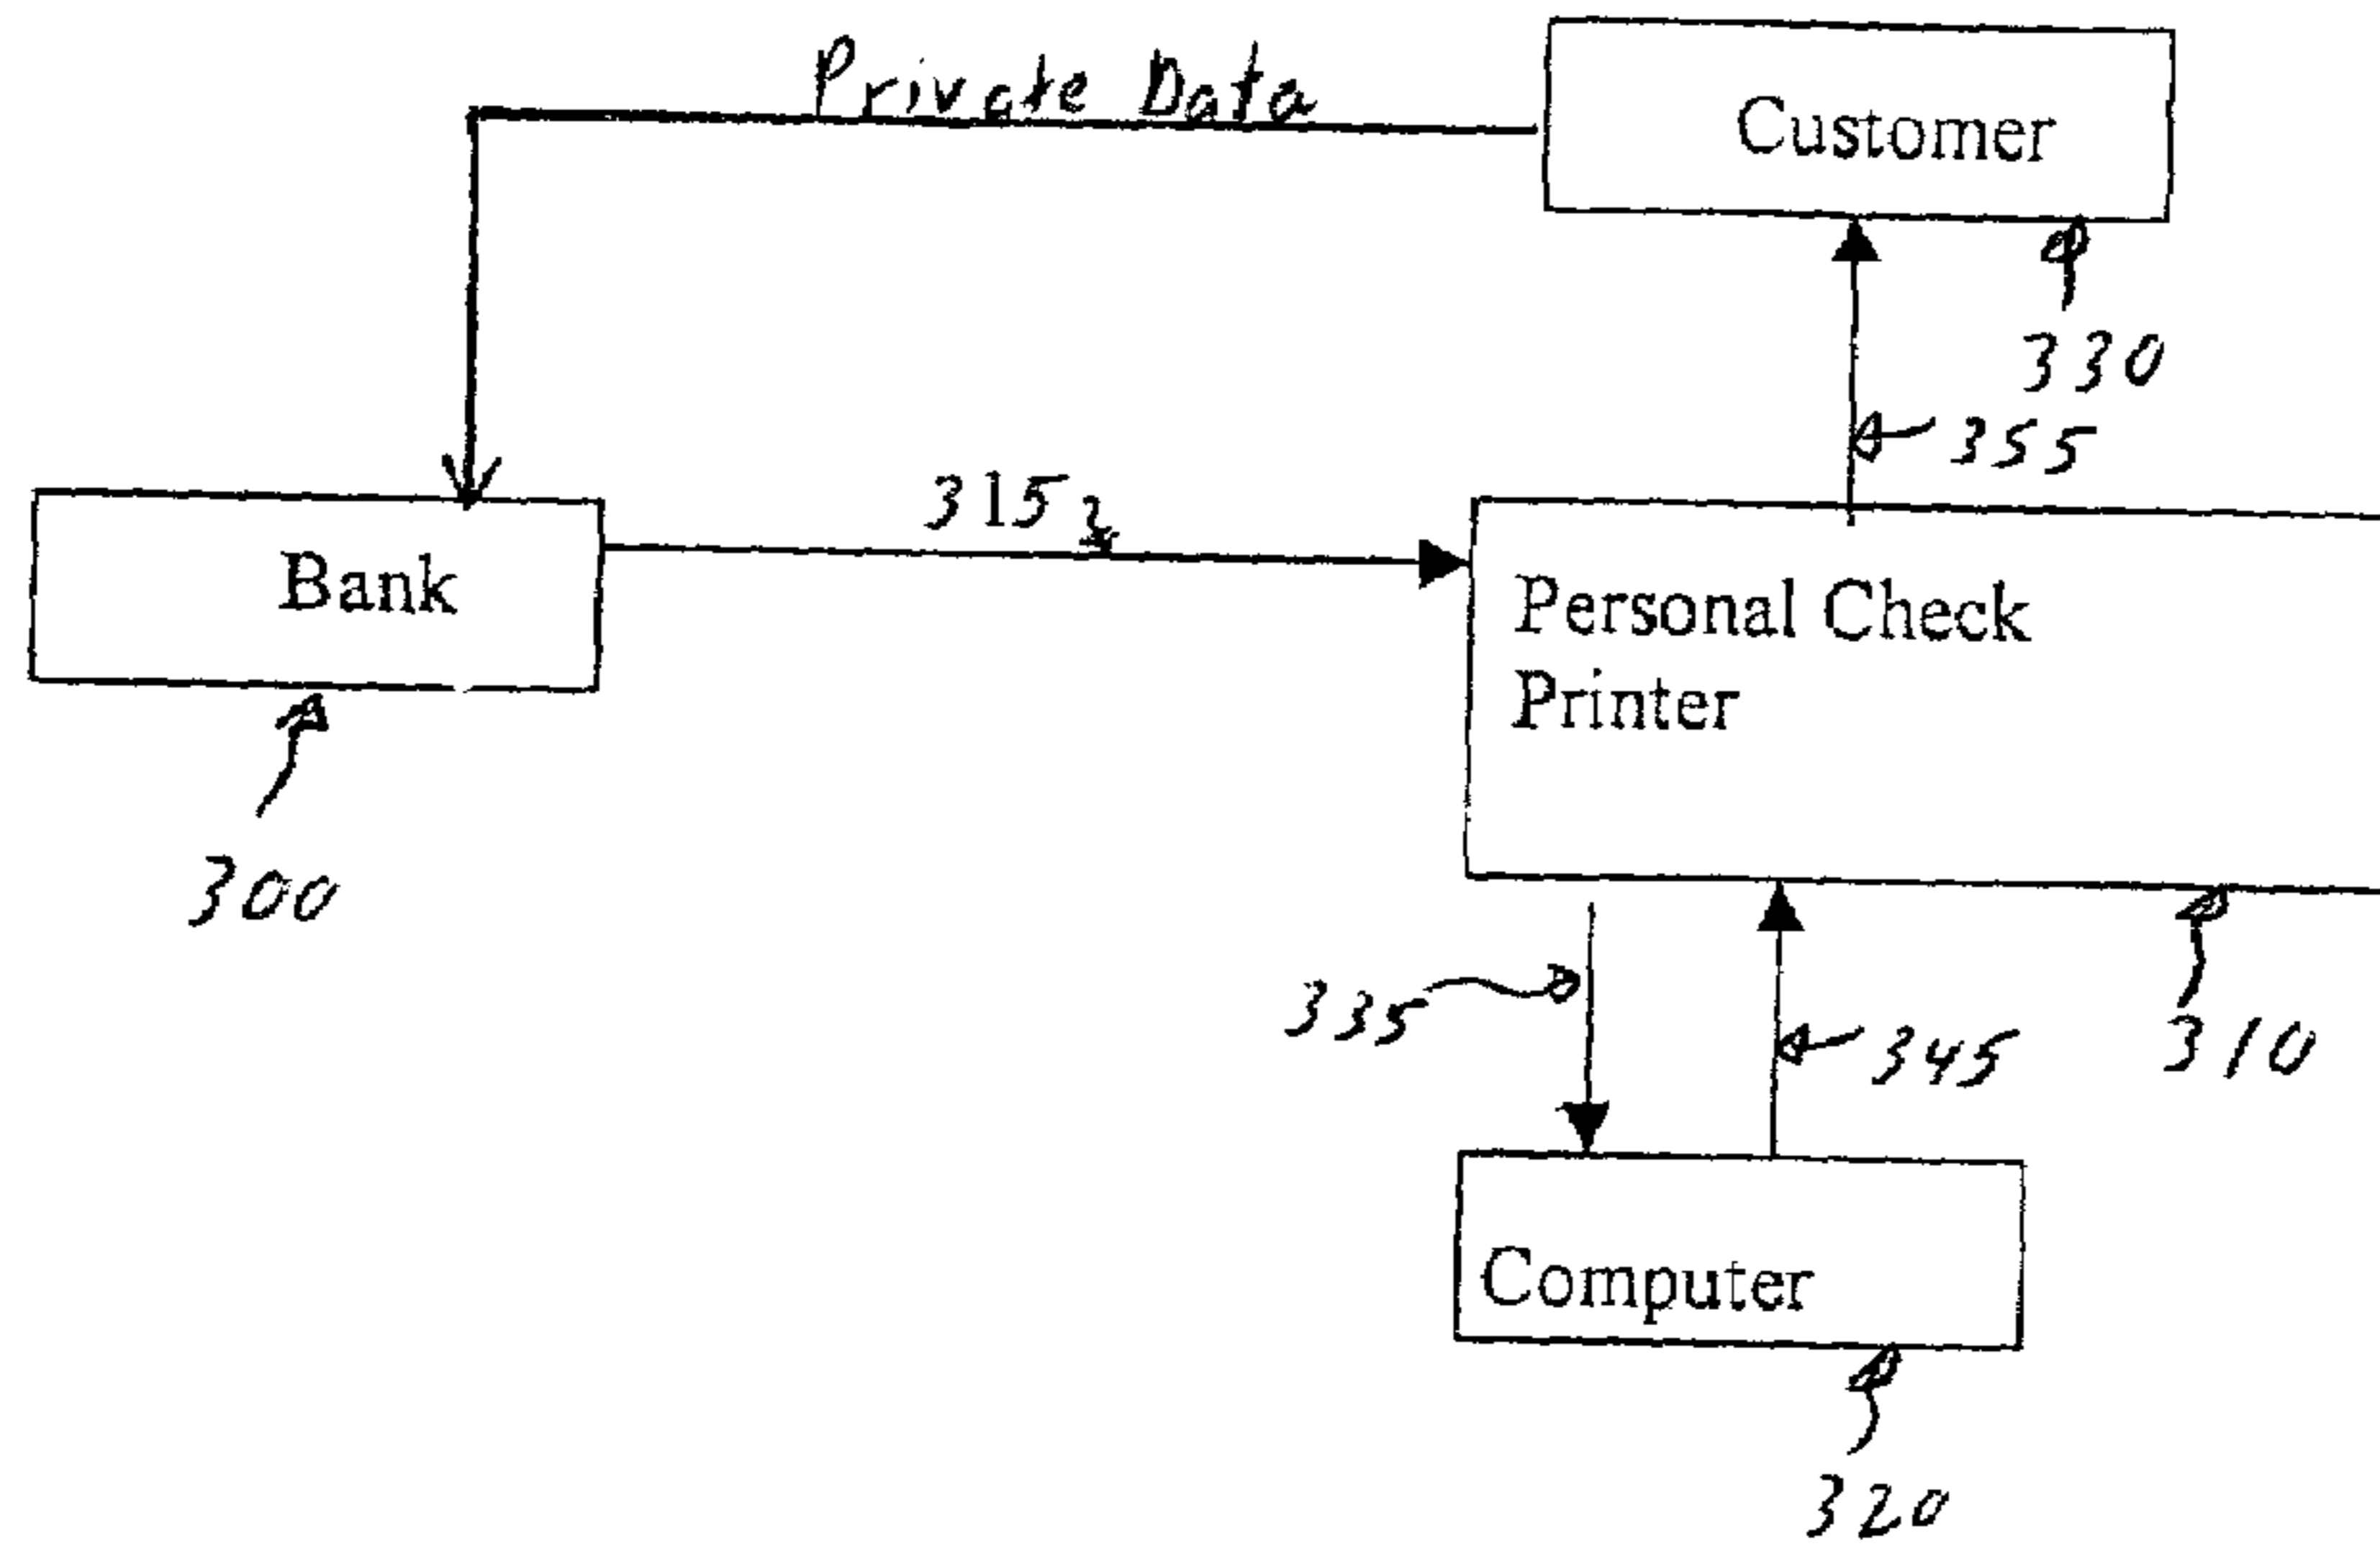 Private Data
Customer
330
355
315
Bank
Personal Check
Printer
300
335
345
310
Computer
320